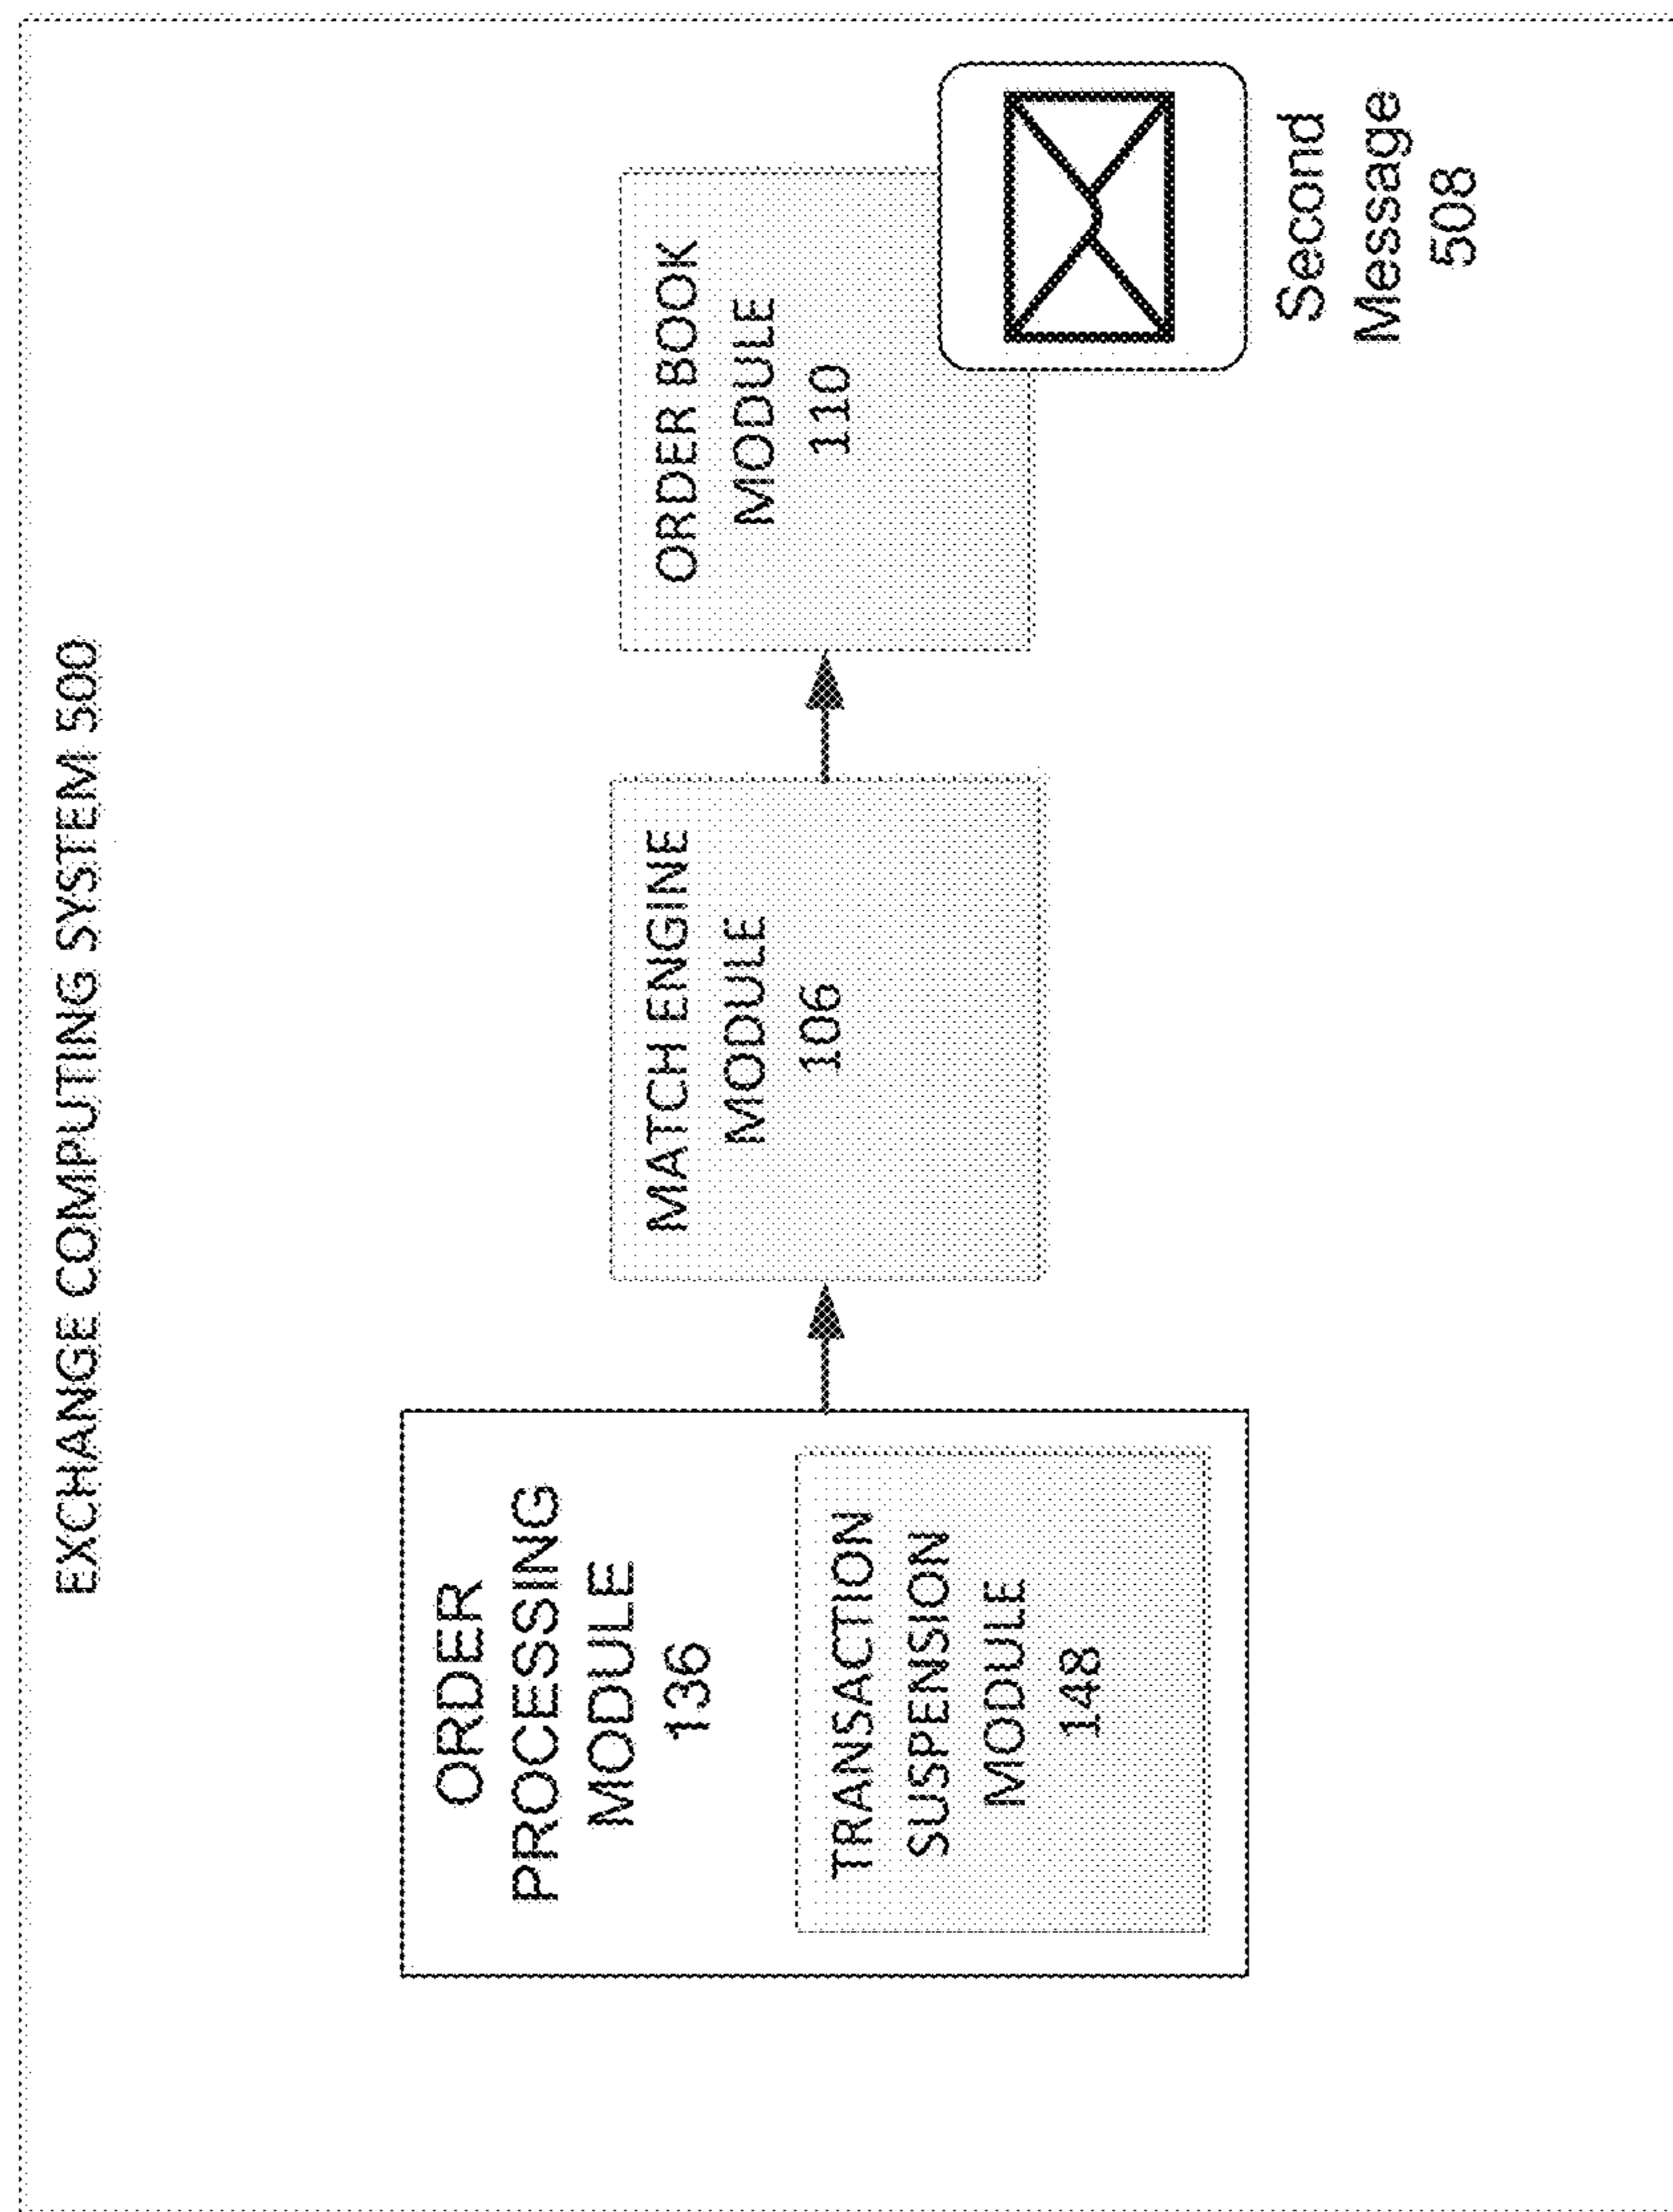 EXCHANGE COMPUTING SYSTEM 500
ORDER
PROCESSING
MODULE
136
TRANSACTION
SUSPENSION
MODULE
148
MATCH ENGINE
MODULE
106
ORDER BOOK
MODULE
110
Second
Message
508